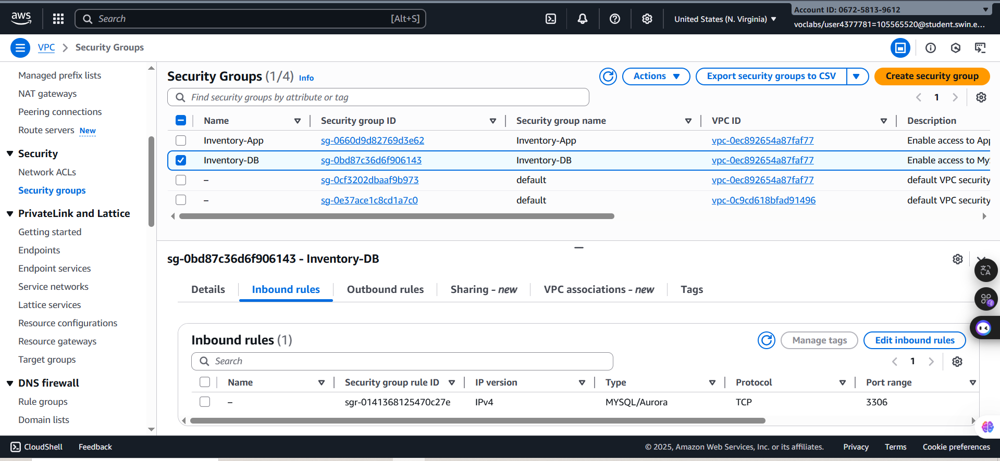 aws
Search [Alt+S]
United States (N. Virginia)
Account ID: 0672-5813-9612
voclabs/user4377781=105565520@student.swin.e...
VPC > Security Groups
Managed prefix lists
NAT gateways
Peering connections
Route servers New
Security
Network ACLs
Security groups
PrivateLink and Lattice
Getting started
Endpoints
Endpoint services
Service networks
Lattice services
Resource configurations
Resource gateways
Target groups
DNS firewall
Rule groups
Domain lists
Security Groups (1/4) Info
Actions
Export security groups to CSV
Create security group
Find security groups by attribute or tag
1
Name Security group ID Security group name VPC ID Description
Inventory-App sg-0660d9d82769d3e62 Inventory-App vpc-0ec892654a87faf77 Enable access to App
Inventory-DB sg-0bd87c36d6f906143 Inventory-DB vpc-0ec892654a87faf77 Enable access to MyS
– sg-0cf3202dbaaf9b973 default vpc-0ec892654a87faf77 default VPC security
– sg-0e37ace1c8cd1a7c0 default vpc-0c9cd618bfad91496 default VPC security
sg-0bd87c36d6f906143 - Inventory-DB
Details Inbound rules Outbound rules Sharing - new VPC associations - new Tags
Inbound rules (1)
Manage tags
Edit inbound rules
Search
1
Name Security group rule ID IP version Type Protocol Port range
– sgr-0141368125470c27e IPv4 MYSQL/Aurora TCP 3306
CloudShell Feedback © 2025, Amazon Web Services, Inc. or its affiliates. Privacy Terms Cookie preferences